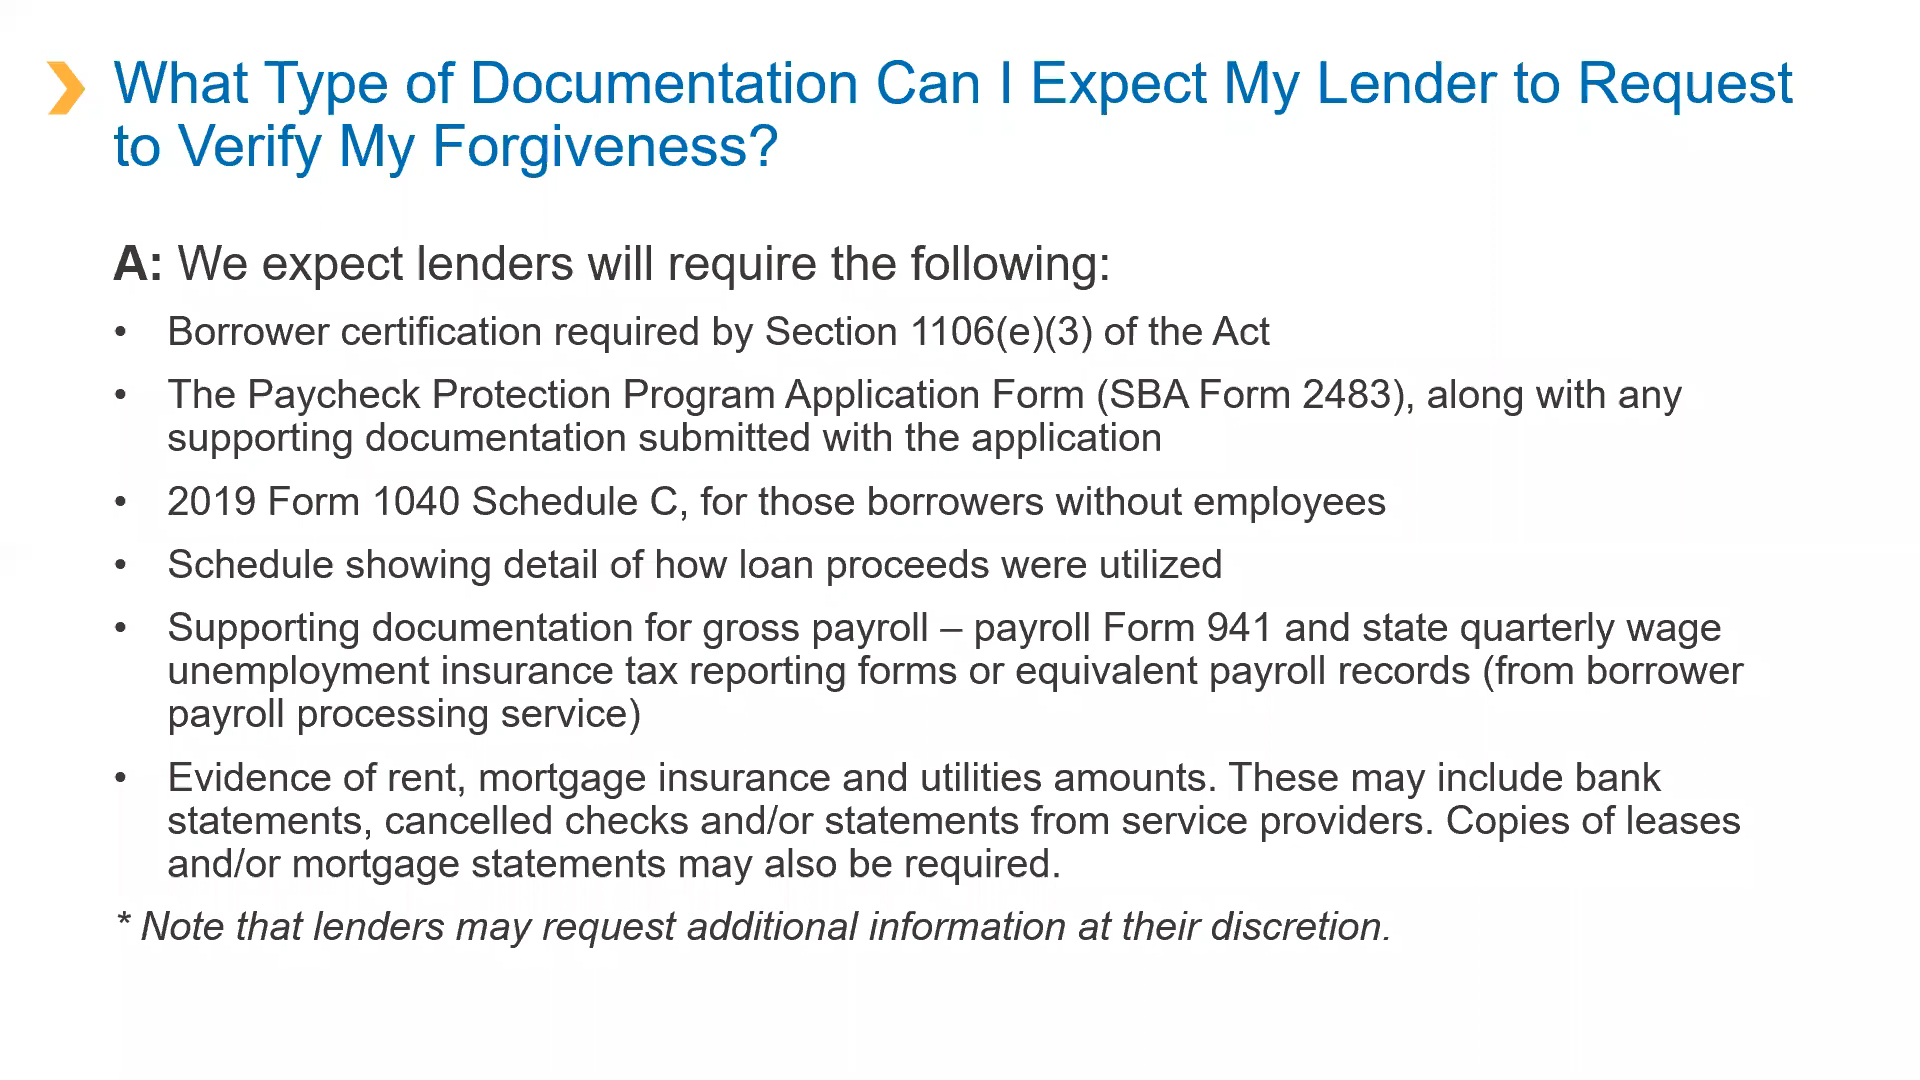 What Type of Documentation Can I Expect My Lender to Request
to Verify My Forgiveness?
A: We expect lenders will require the following:
• Borrower certification required by Section 1106(e)(3) of the Act
• The Paycheck Protection Program Application Form (SBA Form 2483), along with any
supporting documentation submitted with the application
• 2019 Form 1040 Schedule C, for those borrowers without employees
• Schedule showing detail of how loan proceeds were utilized
• Supporting documentation for gross payroll – payroll Form 941 and state quarterly wage
unemployment insurance tax reporting forms or equivalent payroll records (from borrower
payroll processing service)
• Evidence of rent, mortgage insurance and utilities amounts. These may include bank
statements, cancelled checks and/or statements from service providers. Copies of leases
and/or mortgage statements may also be required.
* Note that lenders may request additional information at their discretion.